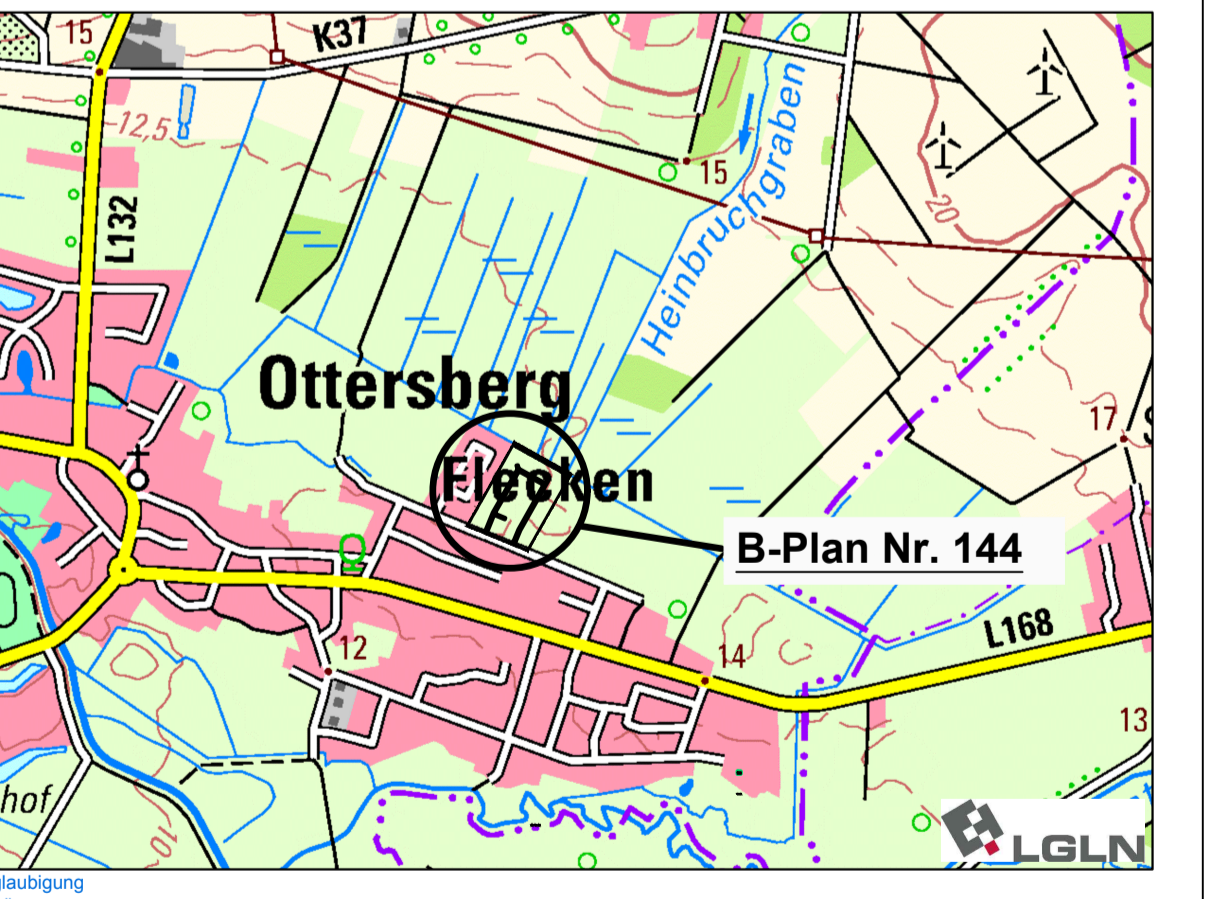 15
K37
12,5
L132
15
Heinbruchgraben
20
Ottersberg
17
S
Flecken
B-Plan Nr. 144
L168
12
14
13
hof
10
LGLN
glaubigung